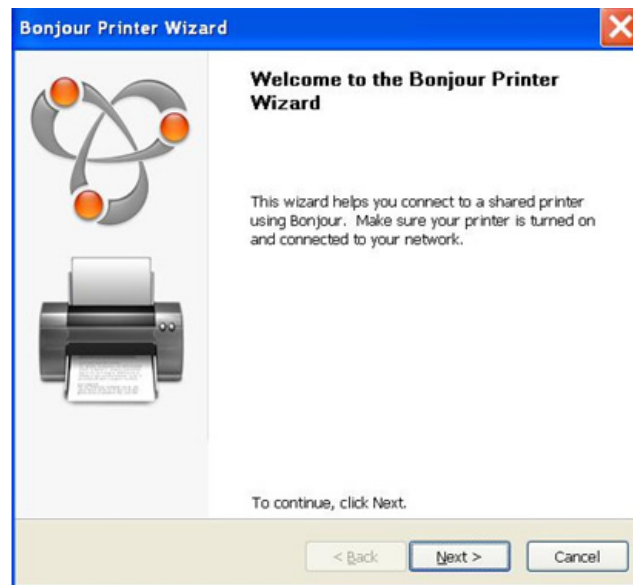 Bonjour Printer Wizard
Welcome to the Bonjour Printer
Wizard
This wizard helps you connect to a shared printer
using Bonjour. Make sure your printer is turned on
and connected to your network.
To continue, click Next.
< Back Next > Cancel